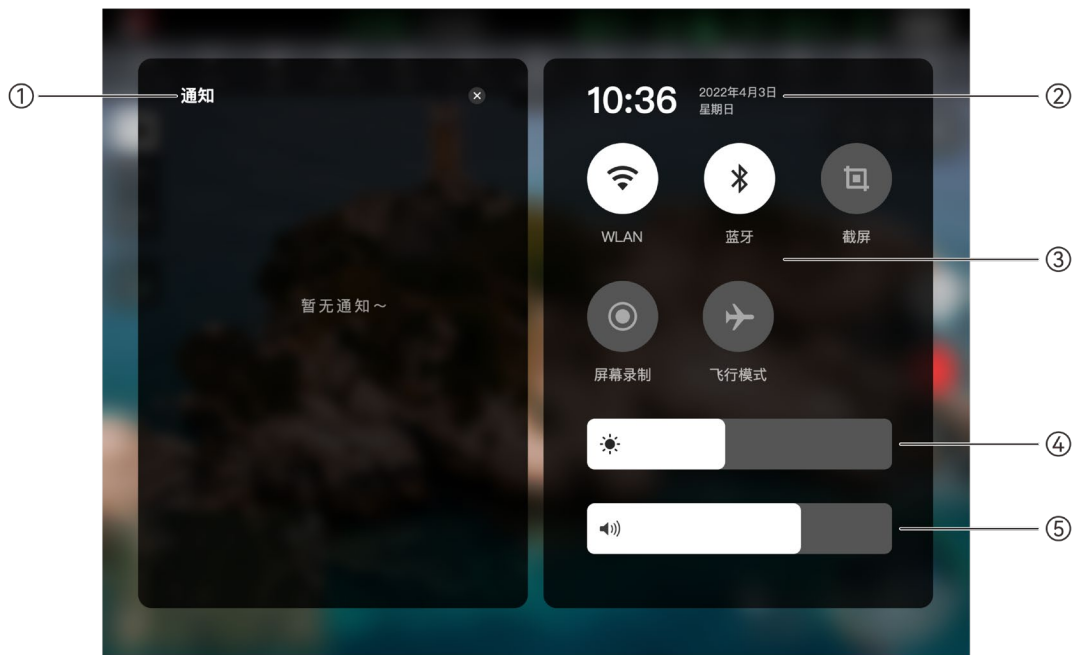 ①
通知
暂无通知～
10:36
2022年4月3日
星期日
②
WLAN
蓝牙
截屏
③
屏幕录制
飞行模式
④
⑤